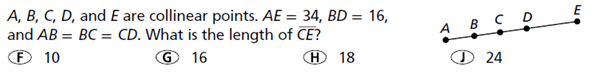 A, B, C, D, and E are collinear points. AE = 34, BD = 16,
and AB = BC = CD. What is the length of C̅E̅?
Ⓕ 10 Ⓖ 16 Ⓗ 18 Ⓙ 24
A B C D E